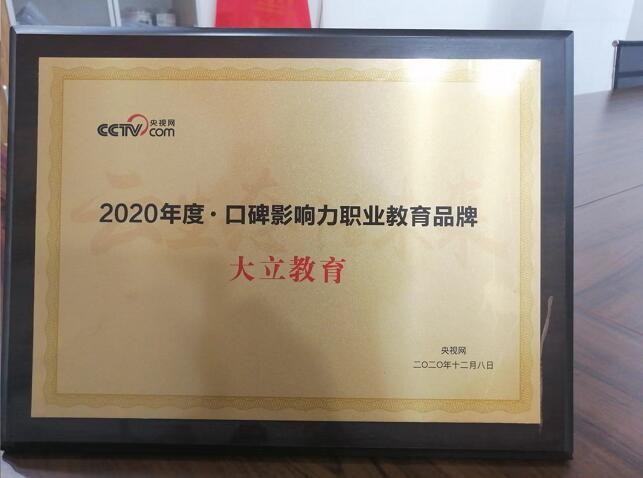 CCTV 央视网
com
2020年度·口碑影响力职业教育品牌
大立教育
央视网
二〇二〇年十二月八日